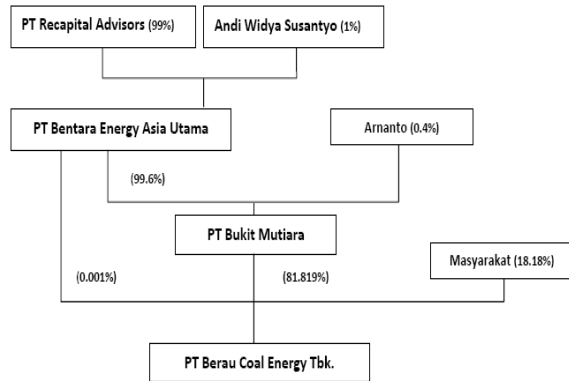 PT Recapital Advisors (99%)
Andi Widya Susantyo (1%)
PT Bentara Energy Asia Utama
Arnanto (0.4%)
(99.6%)
PT Bukit Mutiara
Masyarakat (18.18%)
(0.001%)
(81.819%)
PT Berau Coal Energy Tbk.